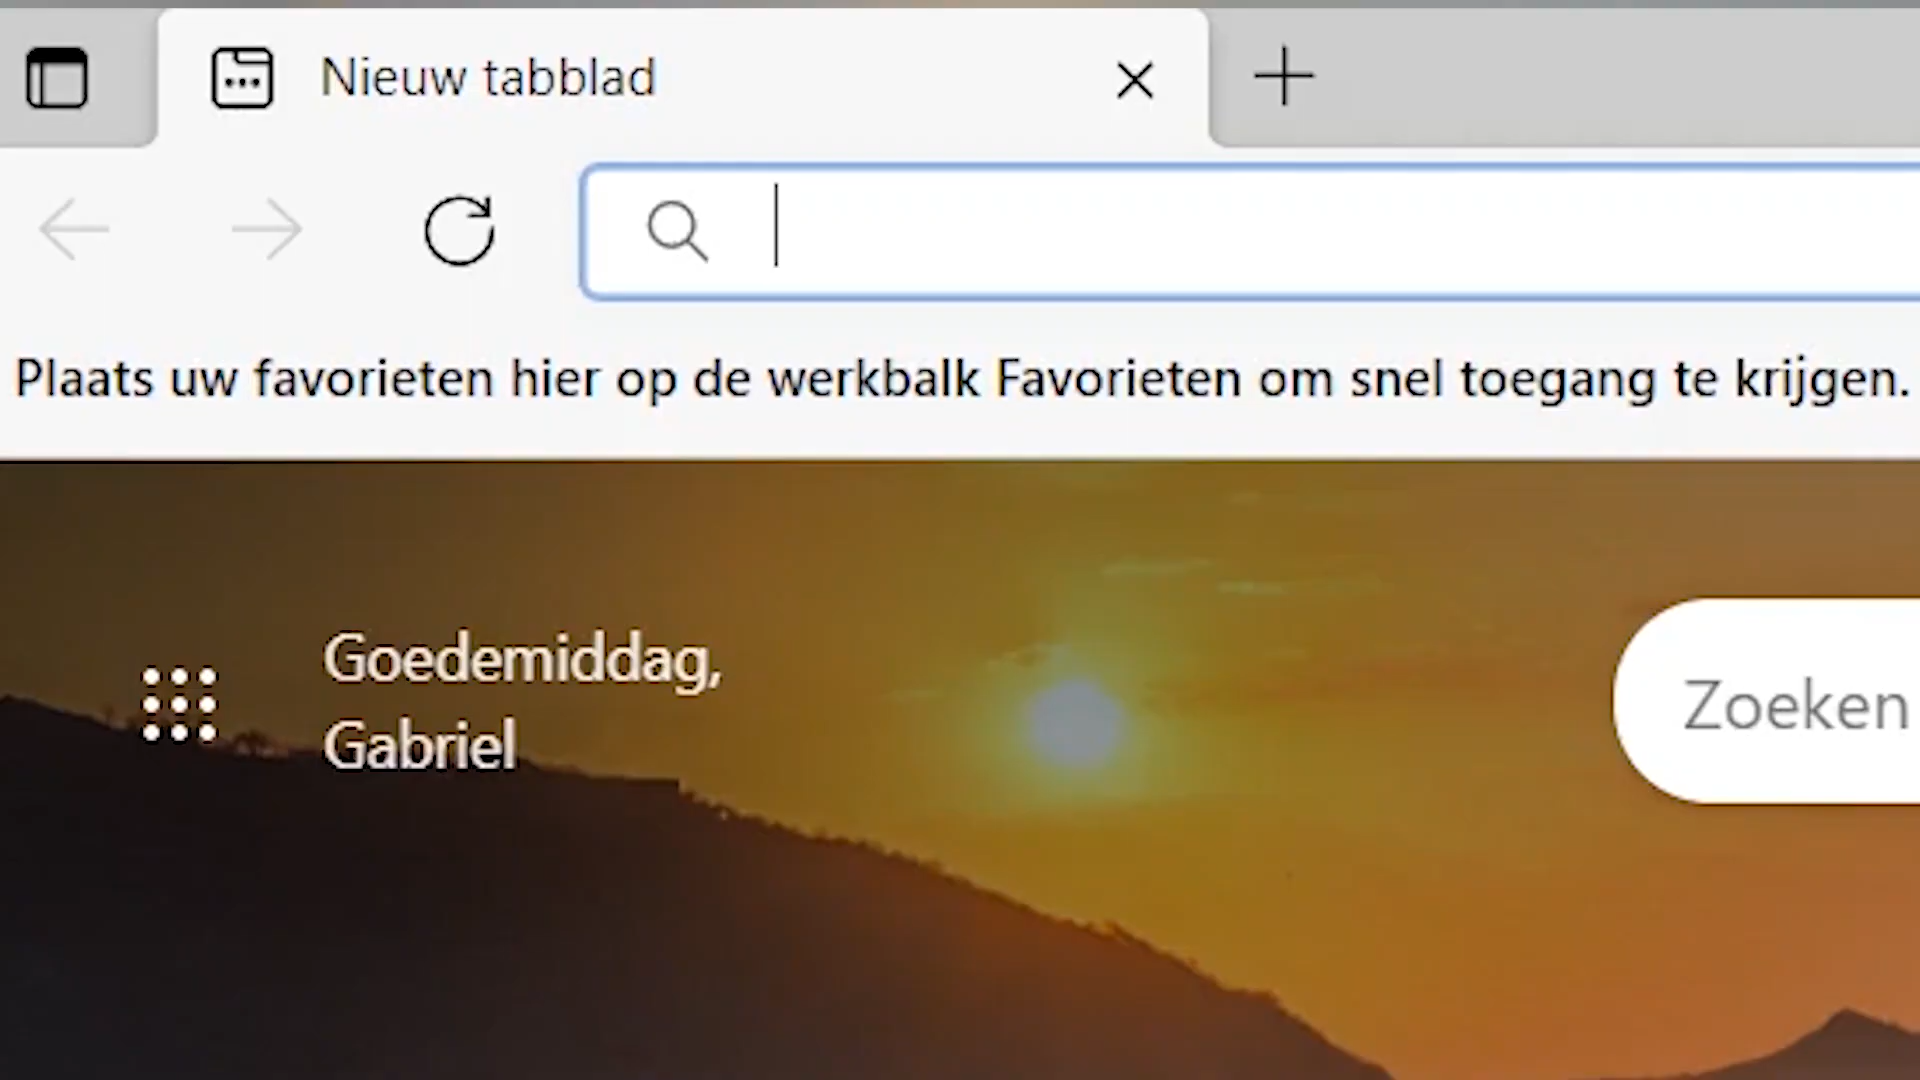 Nieuw tabblad
Plaats uw favorieten hier op de werkbalk Favorieten om snel toegang te krijgen.
Goedemiddag,
Gabriel
Zoeken